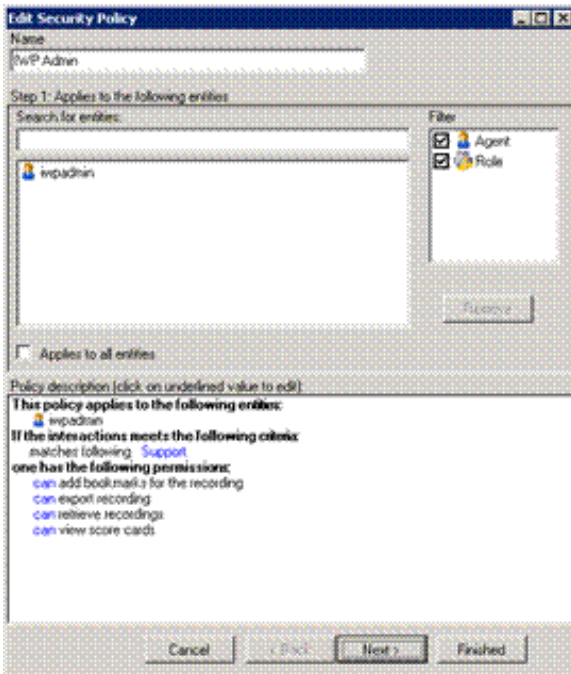 Edit Security Policy
Name
IWP Admin
Step 1: Applies to the following entities
Search for entities:
Filter
iwpadmin
Agent
Role
Remove
Applies to all entities
Policy description (click on underlined value to edit)
This policy applies to the following entities:
iwpadmin
If the interactions meets the following criteria:
matches following Support
one has the following permissions:
can add bookmarks for the recording
can export recording
can retrieve recordings
can view score cards
Cancel
< Back
Next >
Finished